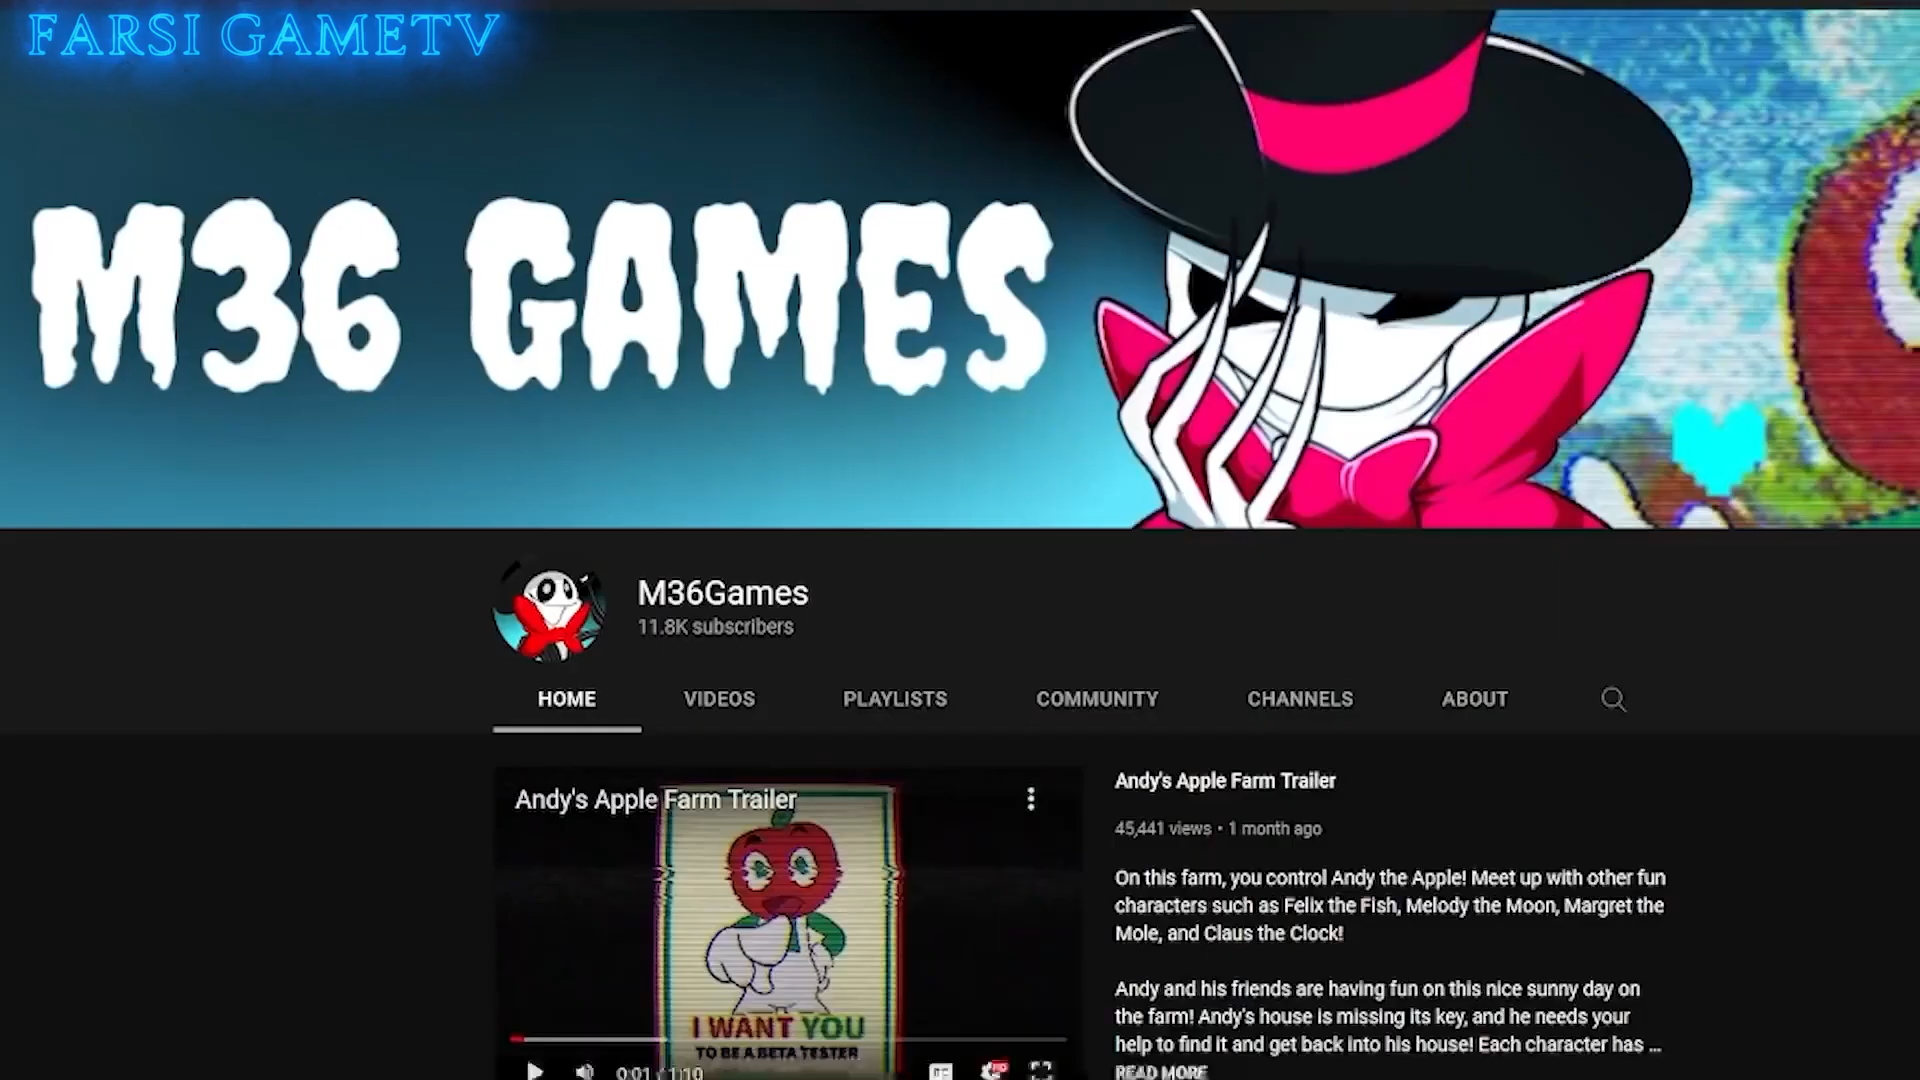 FARSI GAMETV
M36 GAMES
M36Games
11.8K subscribers
HOME VIDEOS PLAYLISTS COMMUNITY CHANNELS ABOUT
Andy's Apple Farm Trailer
I WANT YOU
TO BE A BETA TESTER
0:01 / 1:10
Andy's Apple Farm Trailer
45,441 views • 1 month ago
On this farm, you control Andy the Apple! Meet up with other fun
characters such as Felix the Fish, Melody the Moon, Margret the
Mole, and Claus the Clock!
Andy and his friends are having fun on this nice sunny day on
the farm! Andy's house is missing its key, and he needs your
help to find it and get back into his house! Each character has ...
READ MORE